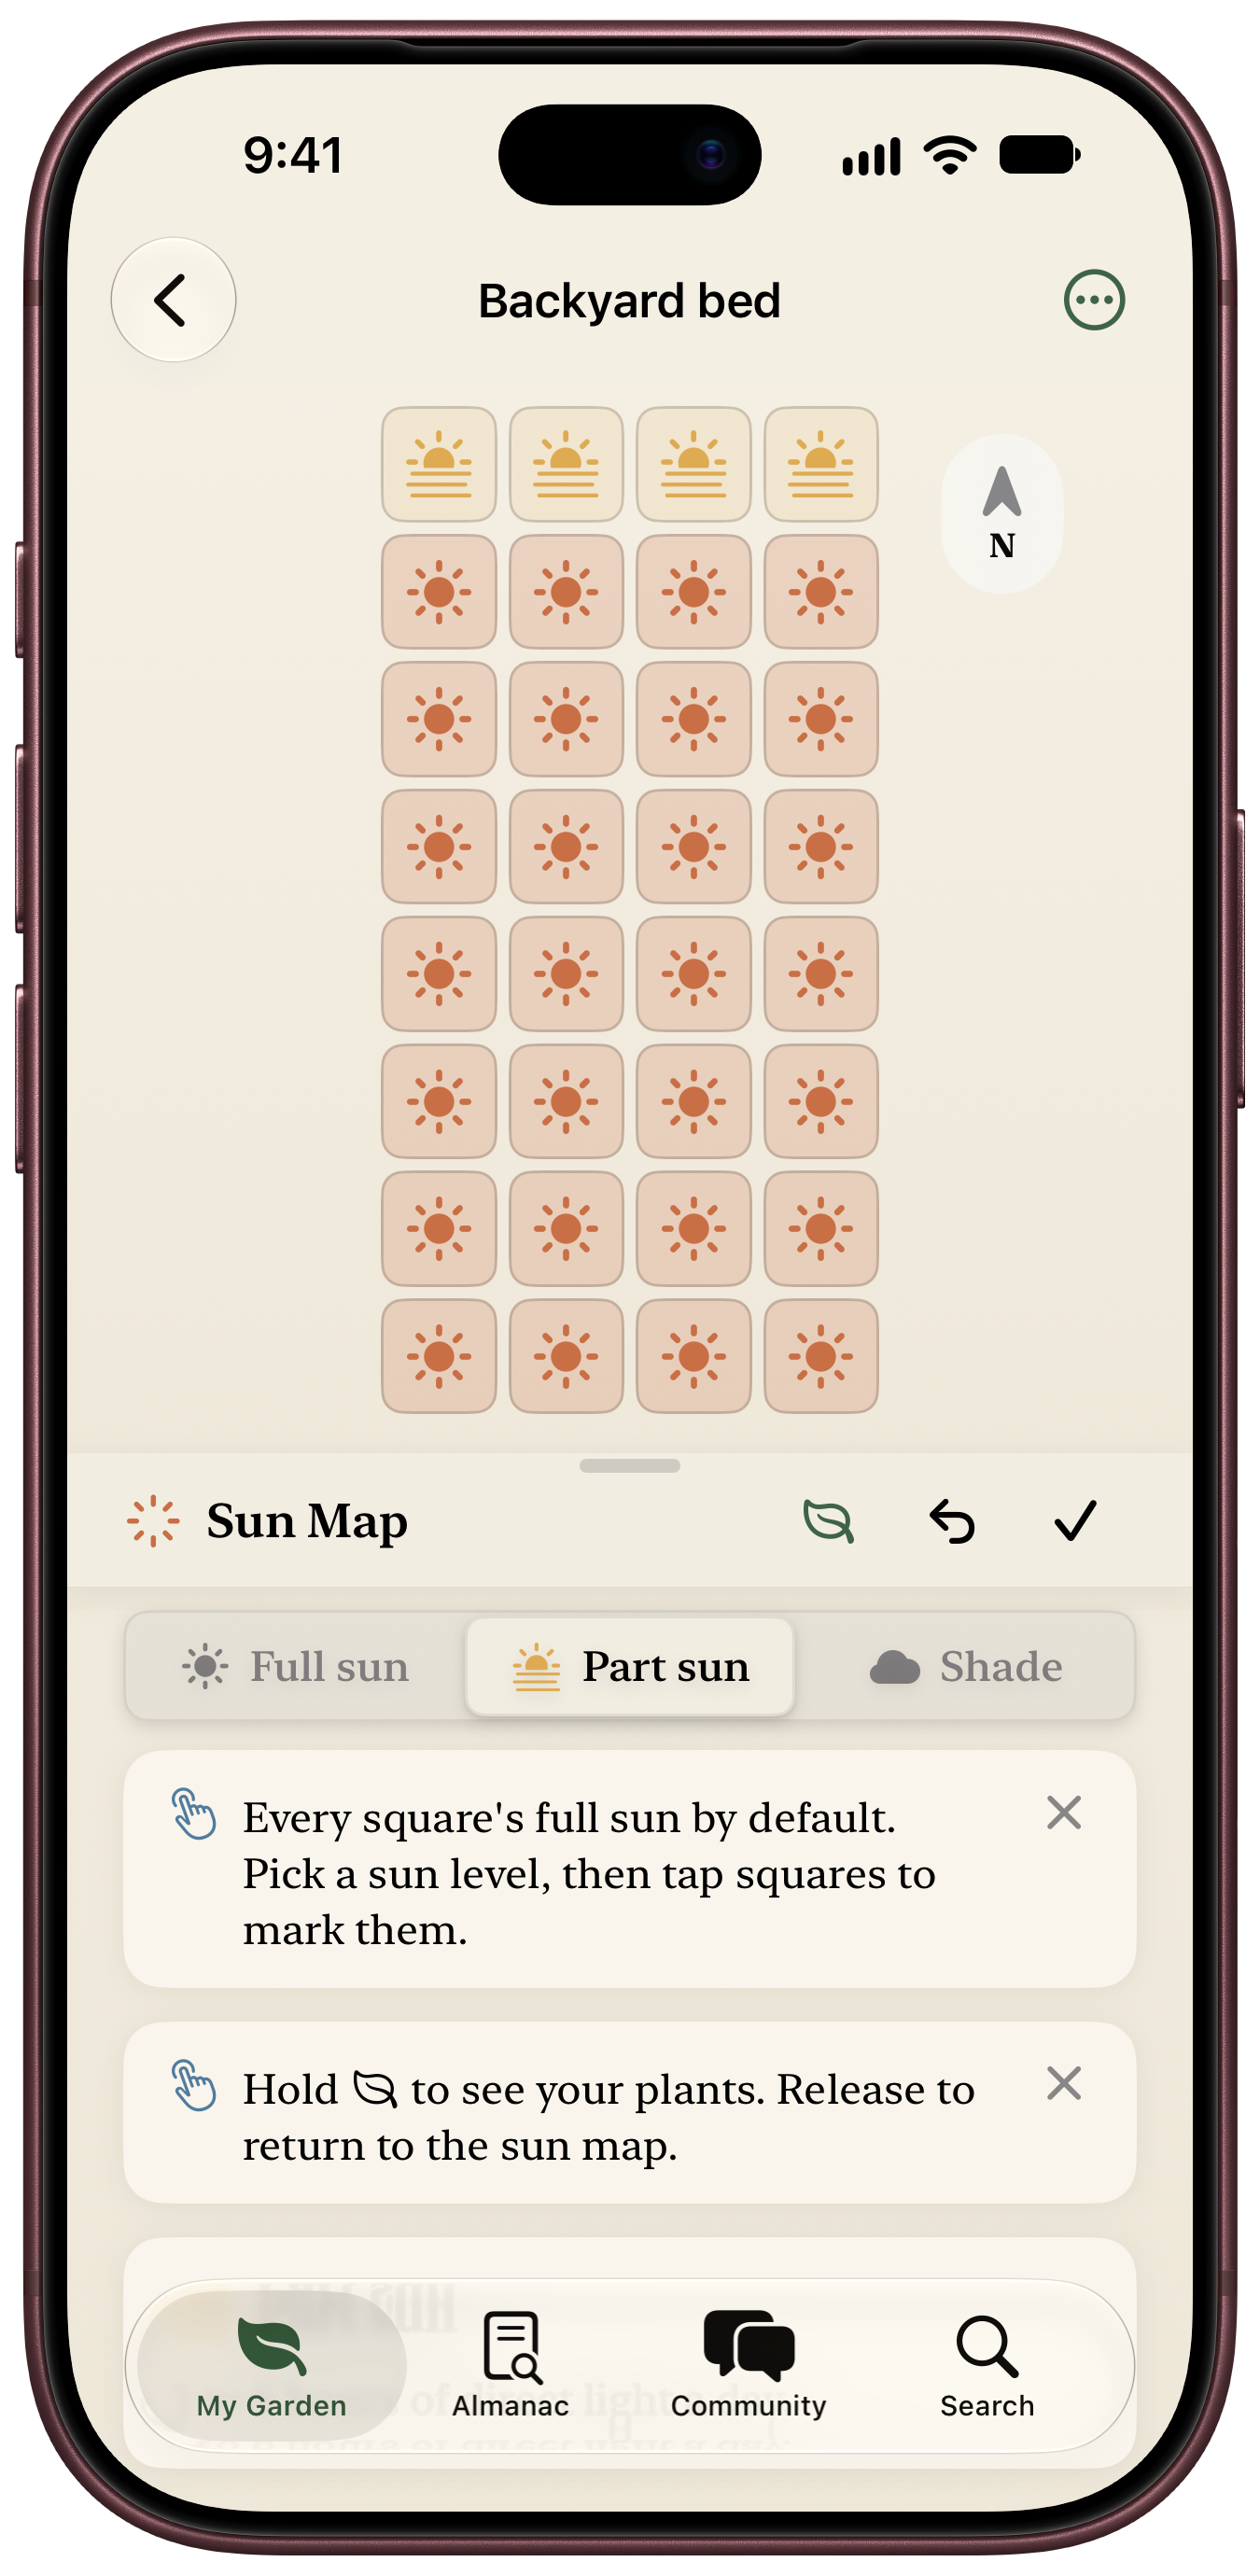 9:41
Backyard bed
N
Sun Map
Full sun
Part sun
Shade
Every square's full sun by default.
Pick a sun level, then tap squares to
mark them.
Hold to see your plants. Release to
return to the sun map.
My Garden
Almanac
Community
Search